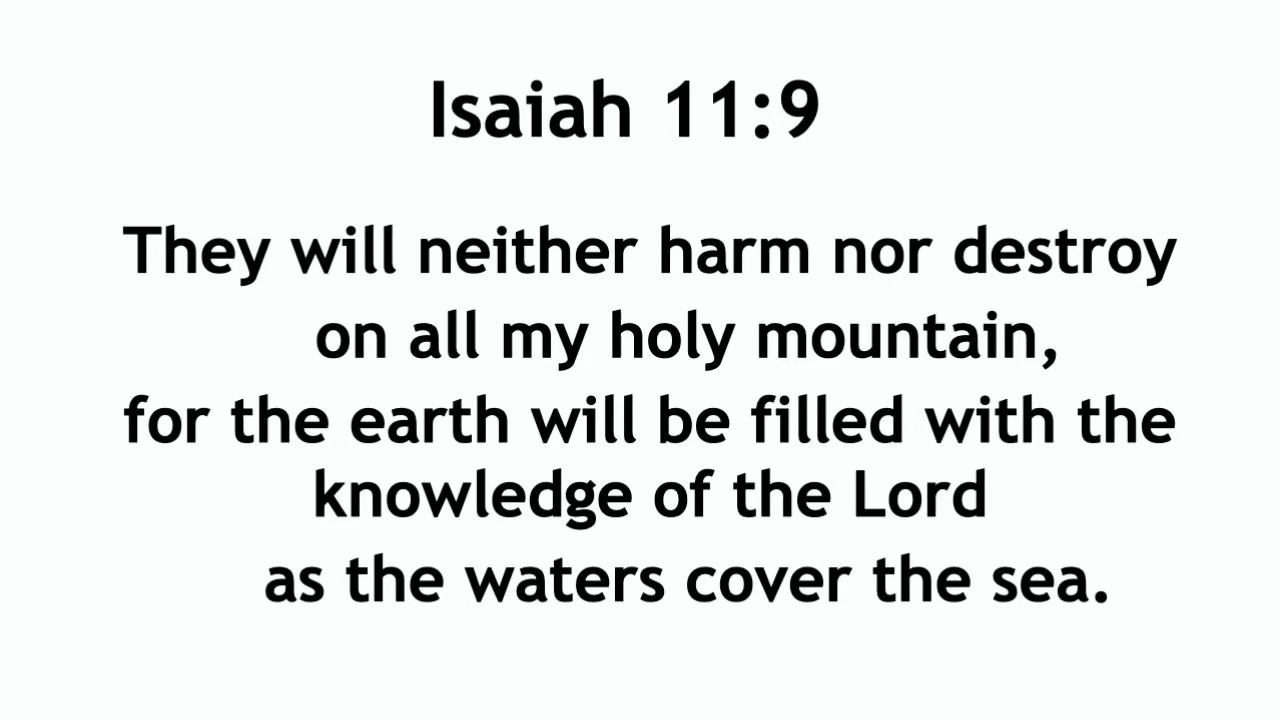 Isaiah 11:9
They will neither harm nor destroy
on all my holy mountain,
for the earth will be filled with the
knowledge of the Lord
as the waters cover the sea.